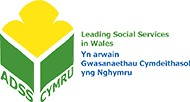 Leading Social Services
in Wales
Yn arwain
Gwasanaethau Cymdeithasol
yng Nghymru
ADSS CYMRU